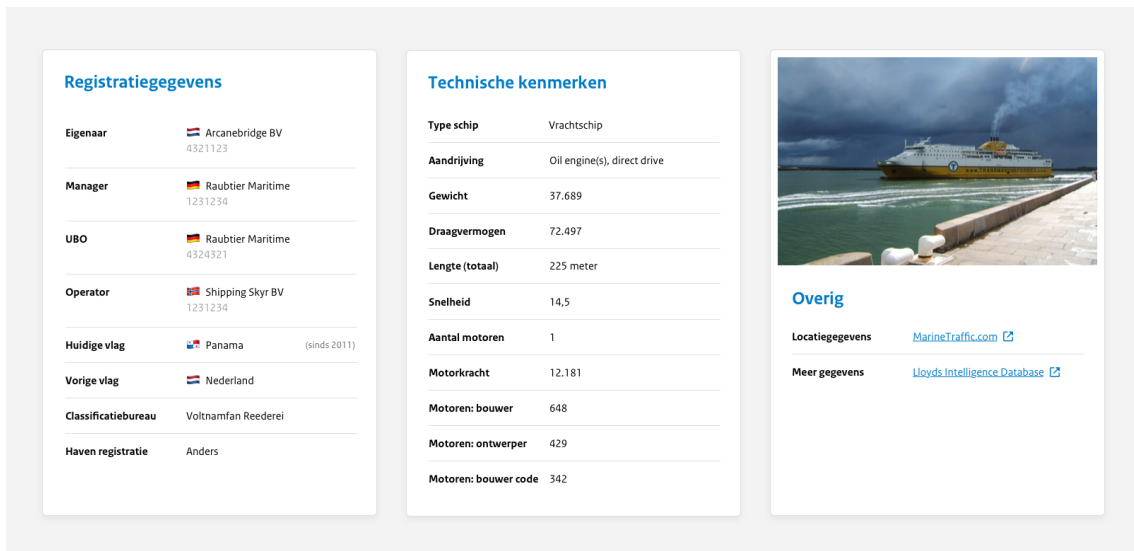 Registratiegegevens
Eigenaar Arcanebridge BV
4321123
Manager Raubtier Maritime
1231234
UBO Raubtier Maritime
4324321
Operator Shipping Skyr BV
1231234
Huidige vlag Panama (sinds 2011)
Vorige vlag Nederland
Classificatiebureau Voltnamfan Reederei
Haven registratie Anders
Technische kenmerken
Type schip Vrachtschip
Aandrijving Oil engine(s), direct drive
Gewicht 37.689
Draagvermogen 72.497
Lengte (totaal) 225 meter
Snelheid 14,5
Aantal motoren 1
Motorkracht 12.181
Motoren: bouwer 648
Motoren: ontwerper 429
Motoren: bouwer code 342
Overig
Locatiegegevens MarineTraffic.com
Meer gegevens Lloyds Intelligence Database